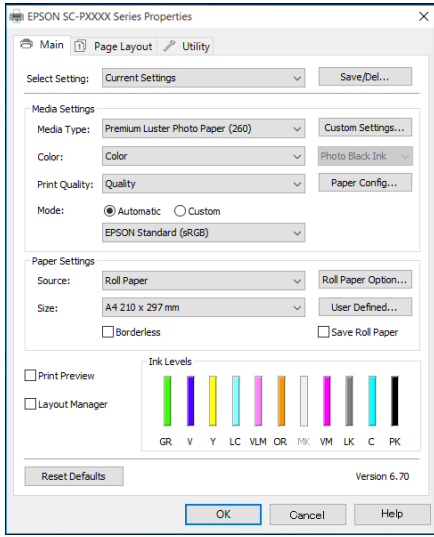 EPSON SC-PXXXX Series Properties
Main Page Layout Utility
Select Setting: Current Settings Save/Del...
Media Settings
Media Type: Premium Luster Photo Paper (260) Custom Settings...
Color: Color Photo Black Ink
Print Quality: Quality Paper Config...
Mode: Automatic Custom
EPSON Standard (sRGB)
Paper Settings
Source: Roll Paper Roll Paper Option...
Size: A4 210 x 297 mm User Defined...
Borderless Save Roll Paper
Ink Levels
Print Preview
Layout Manager
GR V Y LC VLM OR MK VM LK C PK
Reset Defaults Version 6.70
OK Cancel Help